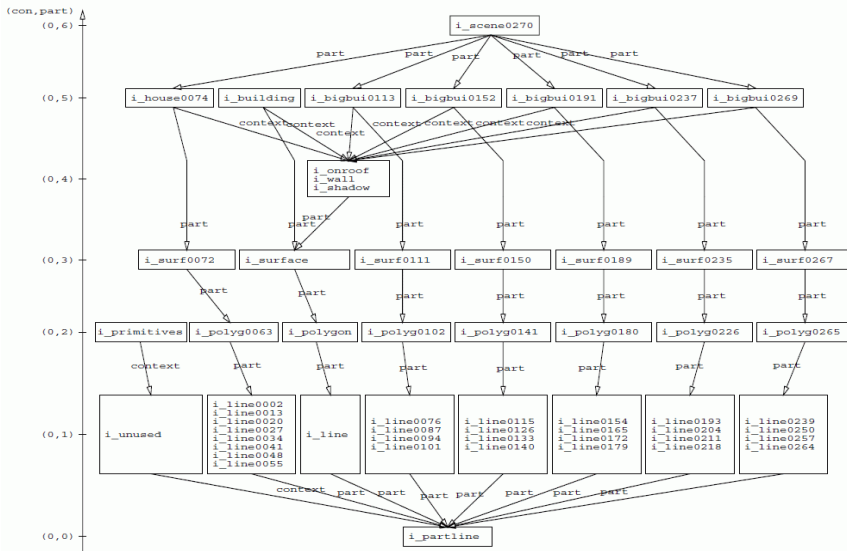 (con,part)
(0,6)
i_scene0270
part part part part part part
(0,5)
i_house0074 i_building i_bigbui0113 i_bigbui0152 i_bigbui0191 i_bigbui0237 i_bigbui0269
context context context context context context
(0,4)
i_onroof
i_wall
i_shadow
part part part part part part part part
(0,3)
i_surf0072 i_surface i_surf0111 i_surf0150 i_surf0189 i_surf0235 i_surf0267
part part part part part part part
(0,2)
i_primitives i_polyg0063 i_polygon i_polyg0102 i_polyg0141 i_polyg0180 i_polyg0226 i_polyg0265
context part part part part part part part
(0,1)
i_unused
i_line0002
i_line0013
i_line0020
i_line0027
i_line0034
i_line0041
i_line0048
i_line0055
i_line
i_line0076
i_line0087
i_line0094
i_line0101
i_line0115
i_line0126
i_line0133
i_line0140
i_line0154
i_line0165
i_line0172
i_line0179
i_line0193
i_line0204
i_line0211
i_line0218
i_line0239
i_line0250
i_line0257
i_line0264
context part part part part part part part
(0,0)
i_partline